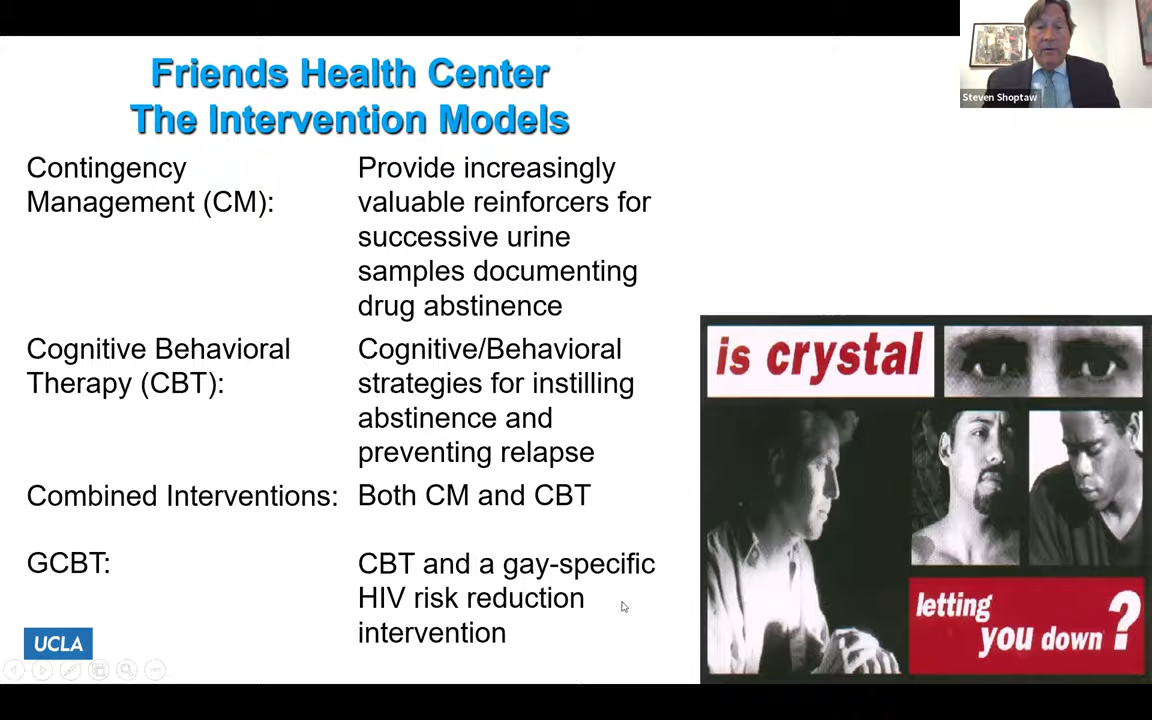 Friends Health Center
The Intervention Models
Steven Shoptaw
Contingency
Management (CM):
Provide increasingly
valuable reinforcers for
successive urine
samples documenting
drug abstinence
Cognitive Behavioral
Therapy (CBT):
Cognitive/Behavioral
strategies for instilling
abstinence and
preventing relapse
Combined Interventions:
Both CM and CBT
GCBT:
CBT and a gay-specific
HIV risk reduction
intervention
is crystal
letting
you down ?
UCLA